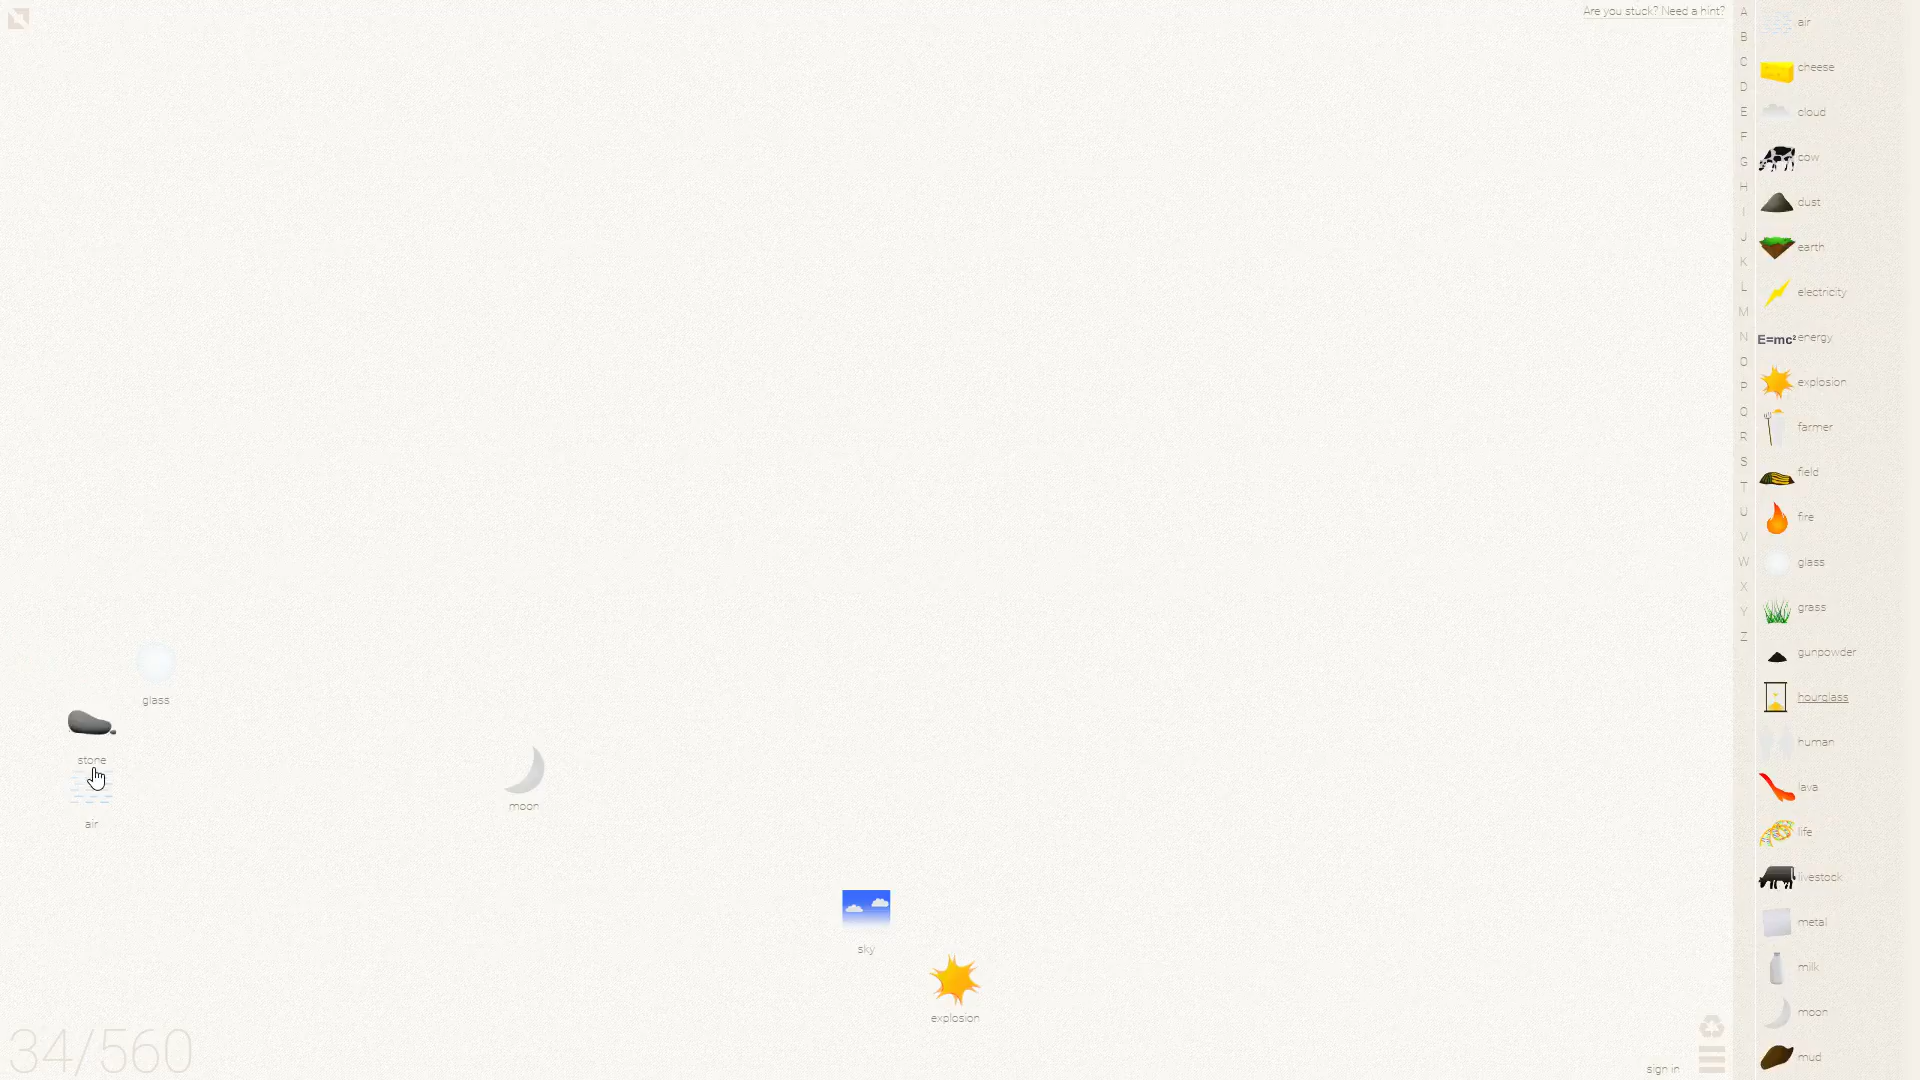 Are you stuck? Need a hint?
A
B
C
D
E
F
G
H
I
J
K
L
M
N
O
P
Q
R
S
T
U
V
W
X
Y
Z
air
cheese
cloud
cow
dust
earth
electricity
E=mc² energy
explosion
farmer
field
fire
glass
grass
gunpowder
hourglass
human
lava
life
livestock
metal
milk
moon
mud
glass
stone
air
moon
sky
explosion
34/560
sign in